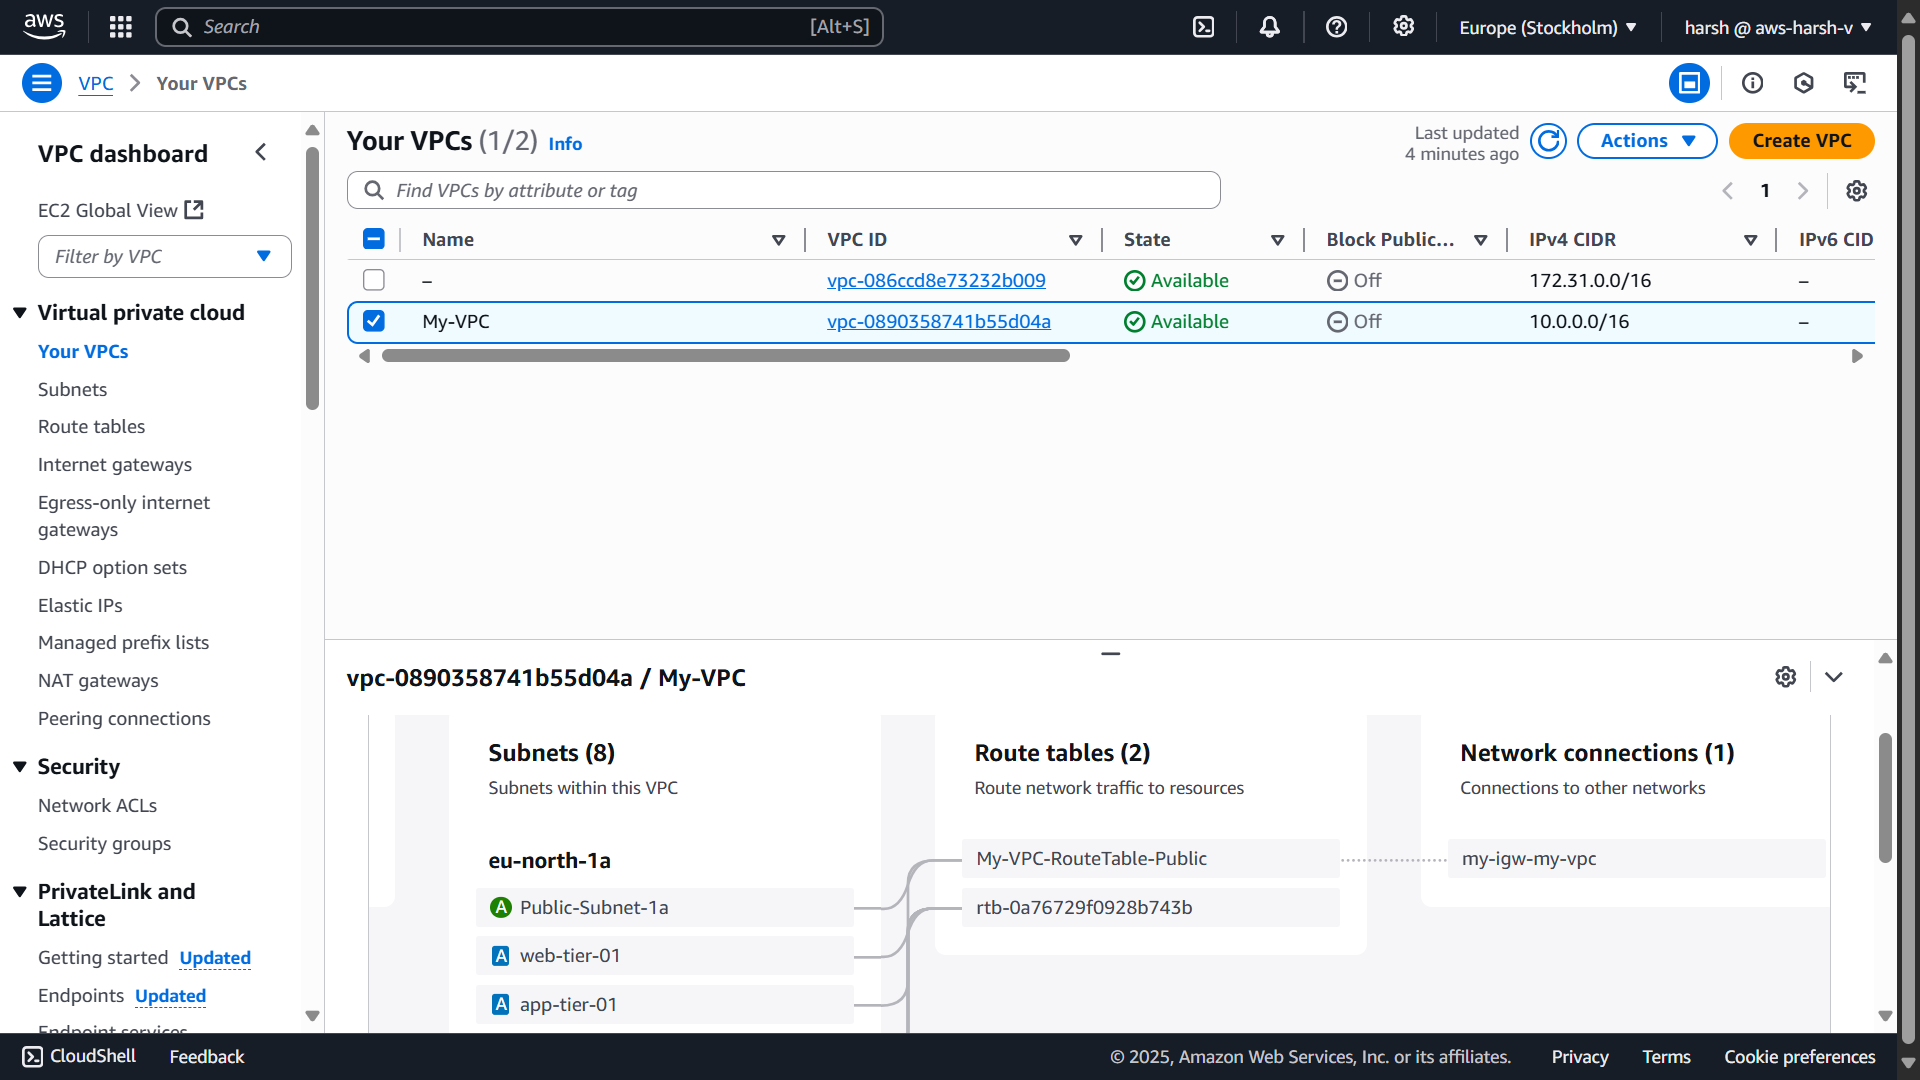 aws
Search
[Alt+S]
Europe (Stockholm)
harsh @ aws-harsh-v
VPC
Your VPCs
VPC dashboard
EC2 Global View
Filter by VPC
Virtual private cloud
Your VPCs
Subnets
Route tables
Internet gateways
Egress-only internet
gateways
DHCP option sets
Elastic IPs
Managed prefix lists
NAT gateways
Peering connections
Security
Network ACLs
Security groups
PrivateLink and
Lattice
Getting started Updated
Endpoints Updated
Endpoint services
Your VPCs (1/2) Info
Last updated
4 minutes ago
Actions
Create VPC
Find VPCs by attribute or tag
1
Name VPC ID State Block Public... IPv4 CIDR IPv6 CID
– vpc-086ccd8e73232b009 Available Off 172.31.0.0/16 –
My-VPC vpc-0890358741b55d04a Available Off 10.0.0.0/16 –
vpc-0890358741b55d04a / My-VPC
Subnets (8)
Subnets within this VPC
eu-north-1a
A Public-Subnet-1a
A web-tier-01
A app-tier-01
Route tables (2)
Route network traffic to resources
My-VPC-RouteTable-Public
rtb-0a76729f0928b743b
Network connections (1)
Connections to other networks
my-igw-my-vpc
CloudShell
Feedback
© 2025, Amazon Web Services, Inc. or its affiliates.
Privacy
Terms
Cookie preferences